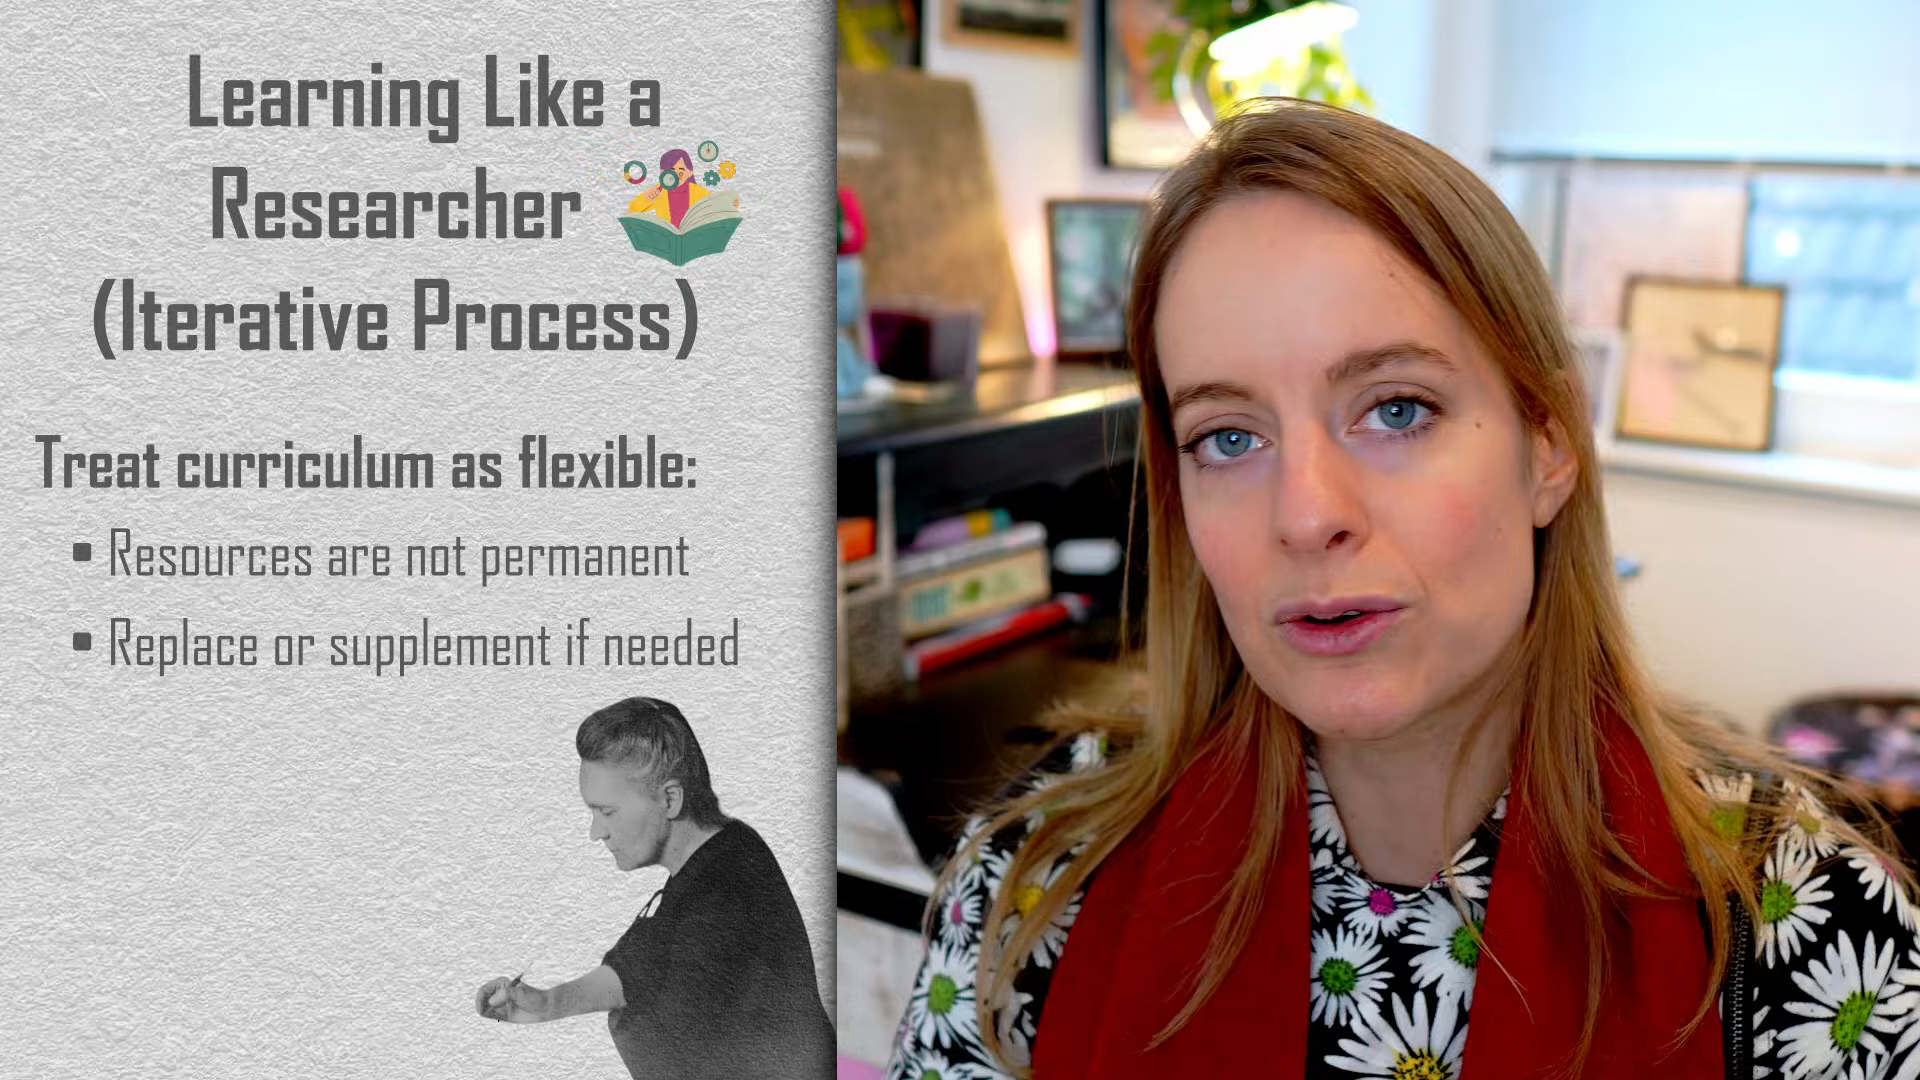 Learning Like a
Researcher
(Iterative Process)
Treat curriculum as flexible:
▪ Resources are not permanent
▪ Replace or supplement if needed